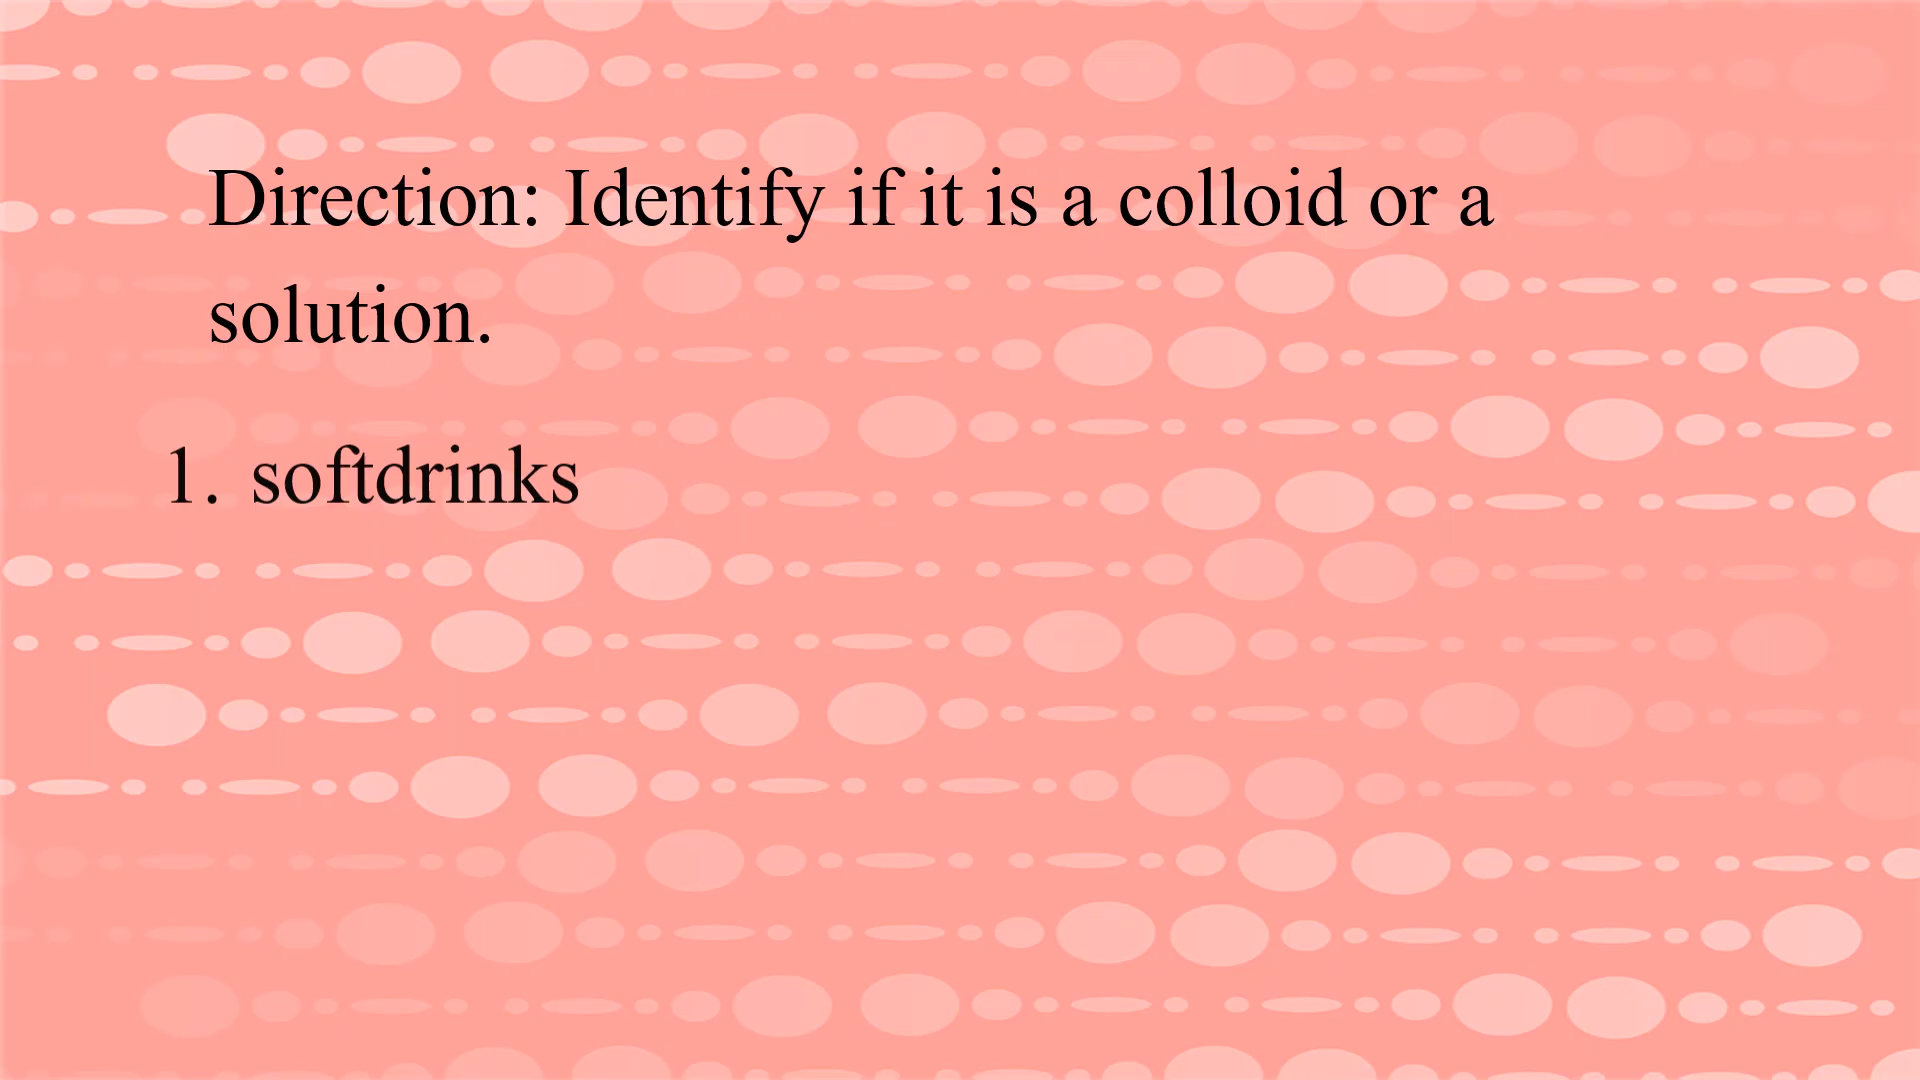 Direction: Identify if it is a colloid or a
solution.
1. softdrinks